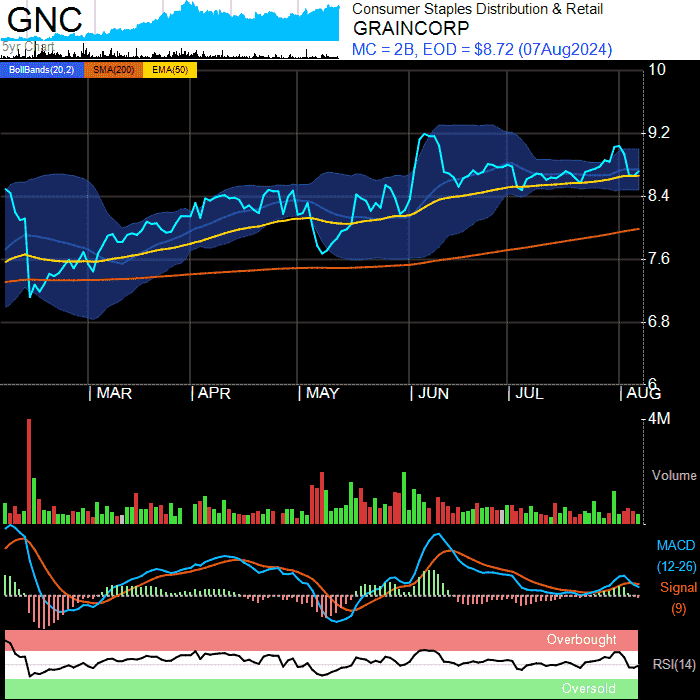 GNC
5yr Chart
Consumer Staples Distribution & Retail
GRAINCORP
MC = 2B, EOD = $8.72 (07Aug2024)
BollBands(20,2) SMA(200) EMA(50)
10
9.2
8.4
7.6
6.8
6
MAR APR MAY JUN JUL AUG
4M
Volume
MACD
(12-26)
Signal
(9)
Overbought
RSI(14)
Oversold